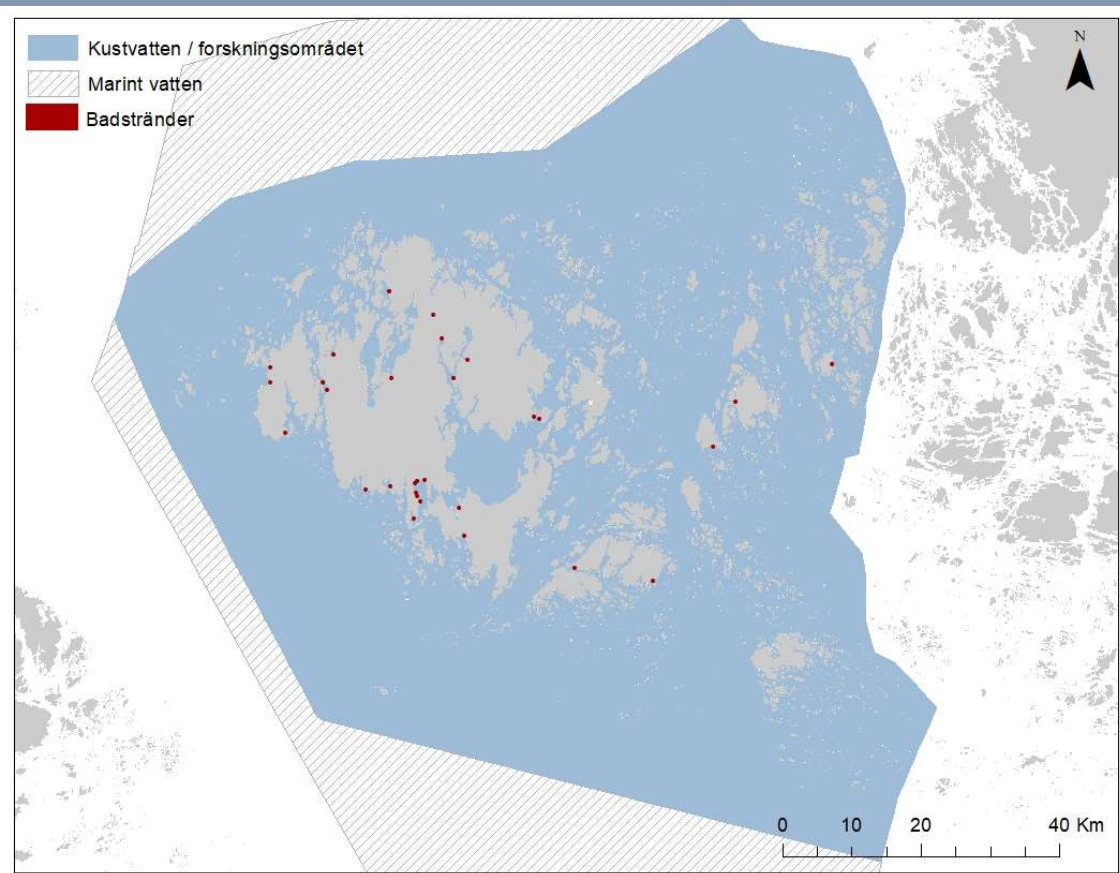 Kustvatten / forskningsområdet
Marint vatten
Badstränder
N
0 10 20 40 Km